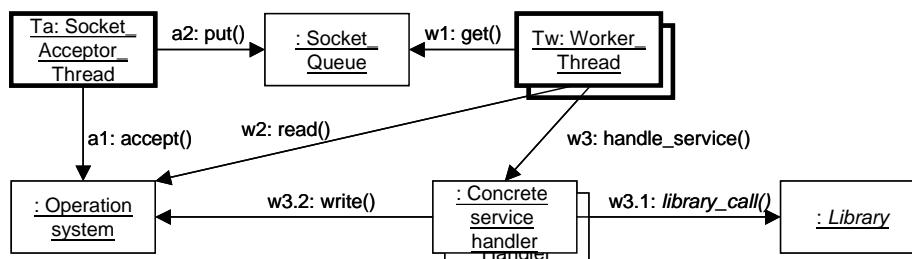 Ta: Socket_
Acceptor_
Thread
a2: put()
: Socket_
Queue
w1: get()
Tw: Worker_
Thread
a1: accept()
w2: read()
w3: handle_service()
: Operation
system
w3.2: write()
: Concrete
service
handler
Handler
w3.1: library_call()
: Library